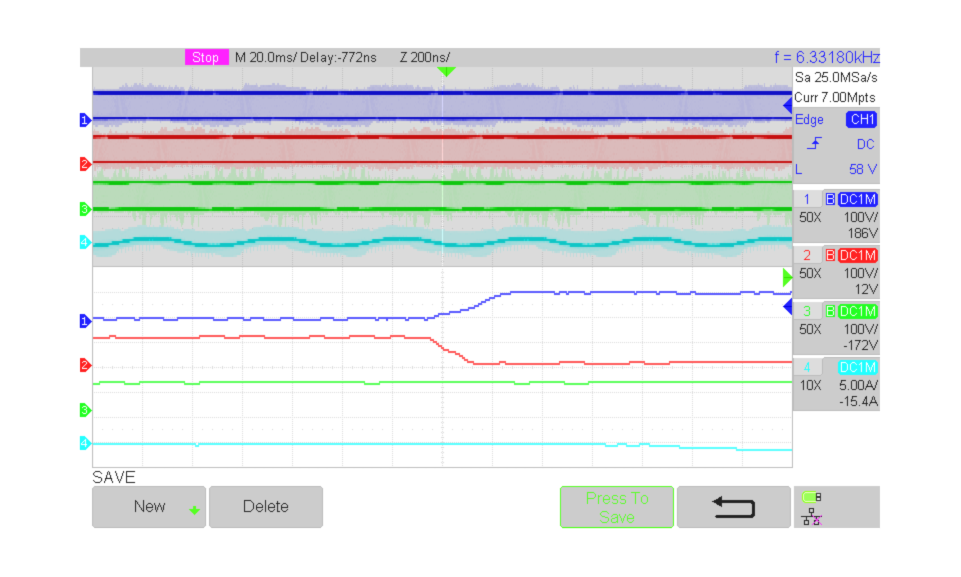 Stop M 20.0ms/ Delay:-772ns Z 200ns/ f = 6.33180kHz
Sa 25.0MSa/s
Curr 7.00Mpts
Edge CH1
DC
L 58 V
1 B DC1M
50X 100V/
186V
2 B DC1M
50X 100V/
12V
3 B DC1M
50X 100V/
-172V
4 DC1M
10X 5.00A/
-15.4A
1
2
3
4
1
2
3
4
SAVE
New Delete Press To
Save